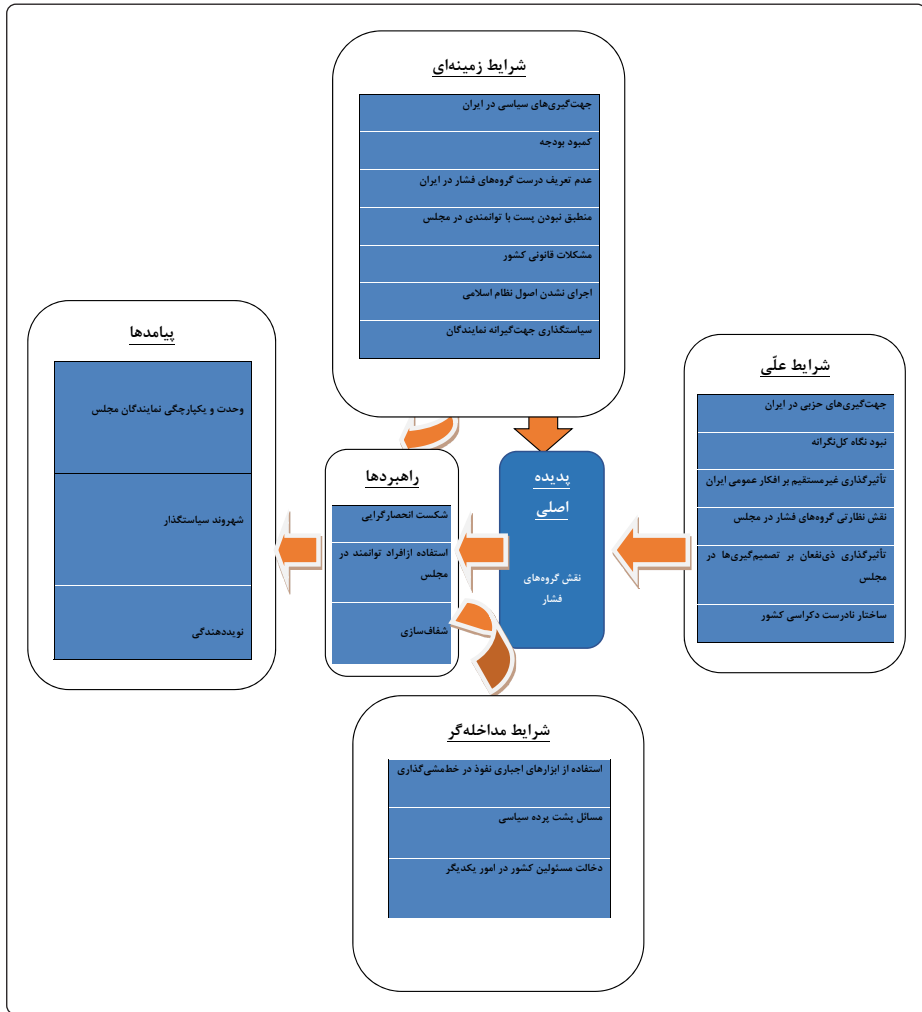 شرایط زمینه‌ای
جهت‌گیری‌های سیاسی در ایران
کمبود بودجه
عدم تعریف درست گروه‌های فشار در ایران
منطبق نبودن پست با توانمندی در مجلس
مشکلات قانونی کشور
اجرای نشدن اصول نظام اسلامی
سیاستگذاری جهت‌گیرانه نمایندگان
شرایط علّی
جهت‌گیری‌های حزبی در ایران
نبود نگاه کل‌نگرانه
تأثیرگذاری غیرمستقیم بر افکار عمومی ایران
نقش نظارتی گروه‌های فشار در مجلس
تأثیرگذاری ذی‌نفعان بر تصمیم‌گیری‌ها در
مجلس
ساختار نادرست دکراسی کشور
پدیده
اصلی
نقش گروه‌های
فشار
راهبردها
شکست انحصارگرایی
استفاده ازافراد توانمند در
مجلس
شفاف‌سازی
پیامدها
وحدت و یکپارچگی نمایندگان مجلس
شهروند سیاستگذار
نویددهندگی
شرایط مداخله‌گر
استفاده از ابزارهای اجباری نفوذ در خط‌مشی‌گذاری
مسائل پشت پرده سیاسی
دخالت مسئولین کشور در امور یکدیگر